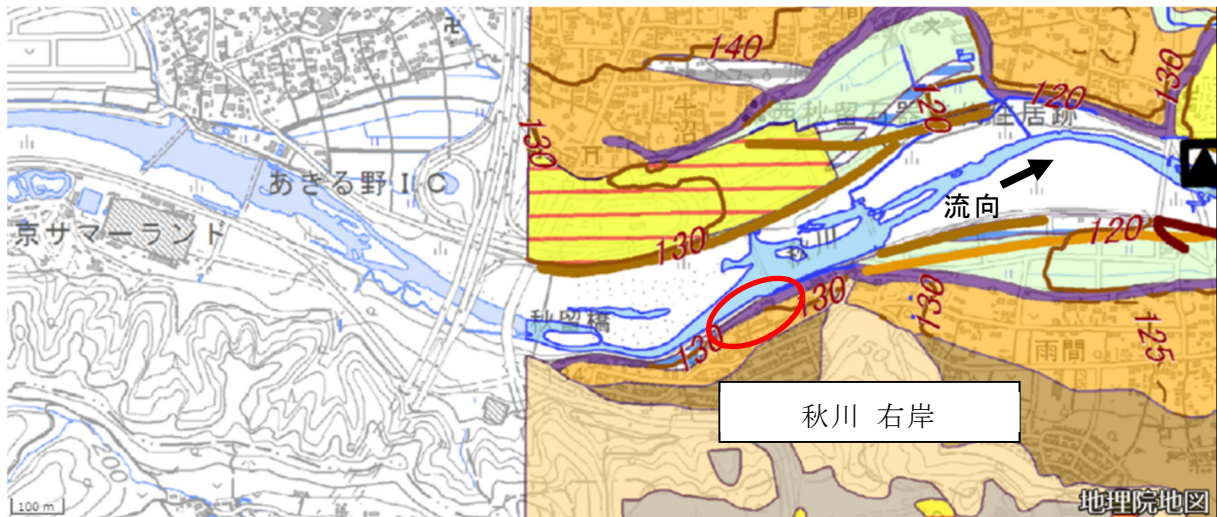 140
牛沼
130
120
西秋留石器時代住居跡
120
130
あきる野IC
京サマーランド
流向
130
秋川
120
秋留橋
130
130
130
125
雨間
150
秋川 右岸
100 m
地理院地図